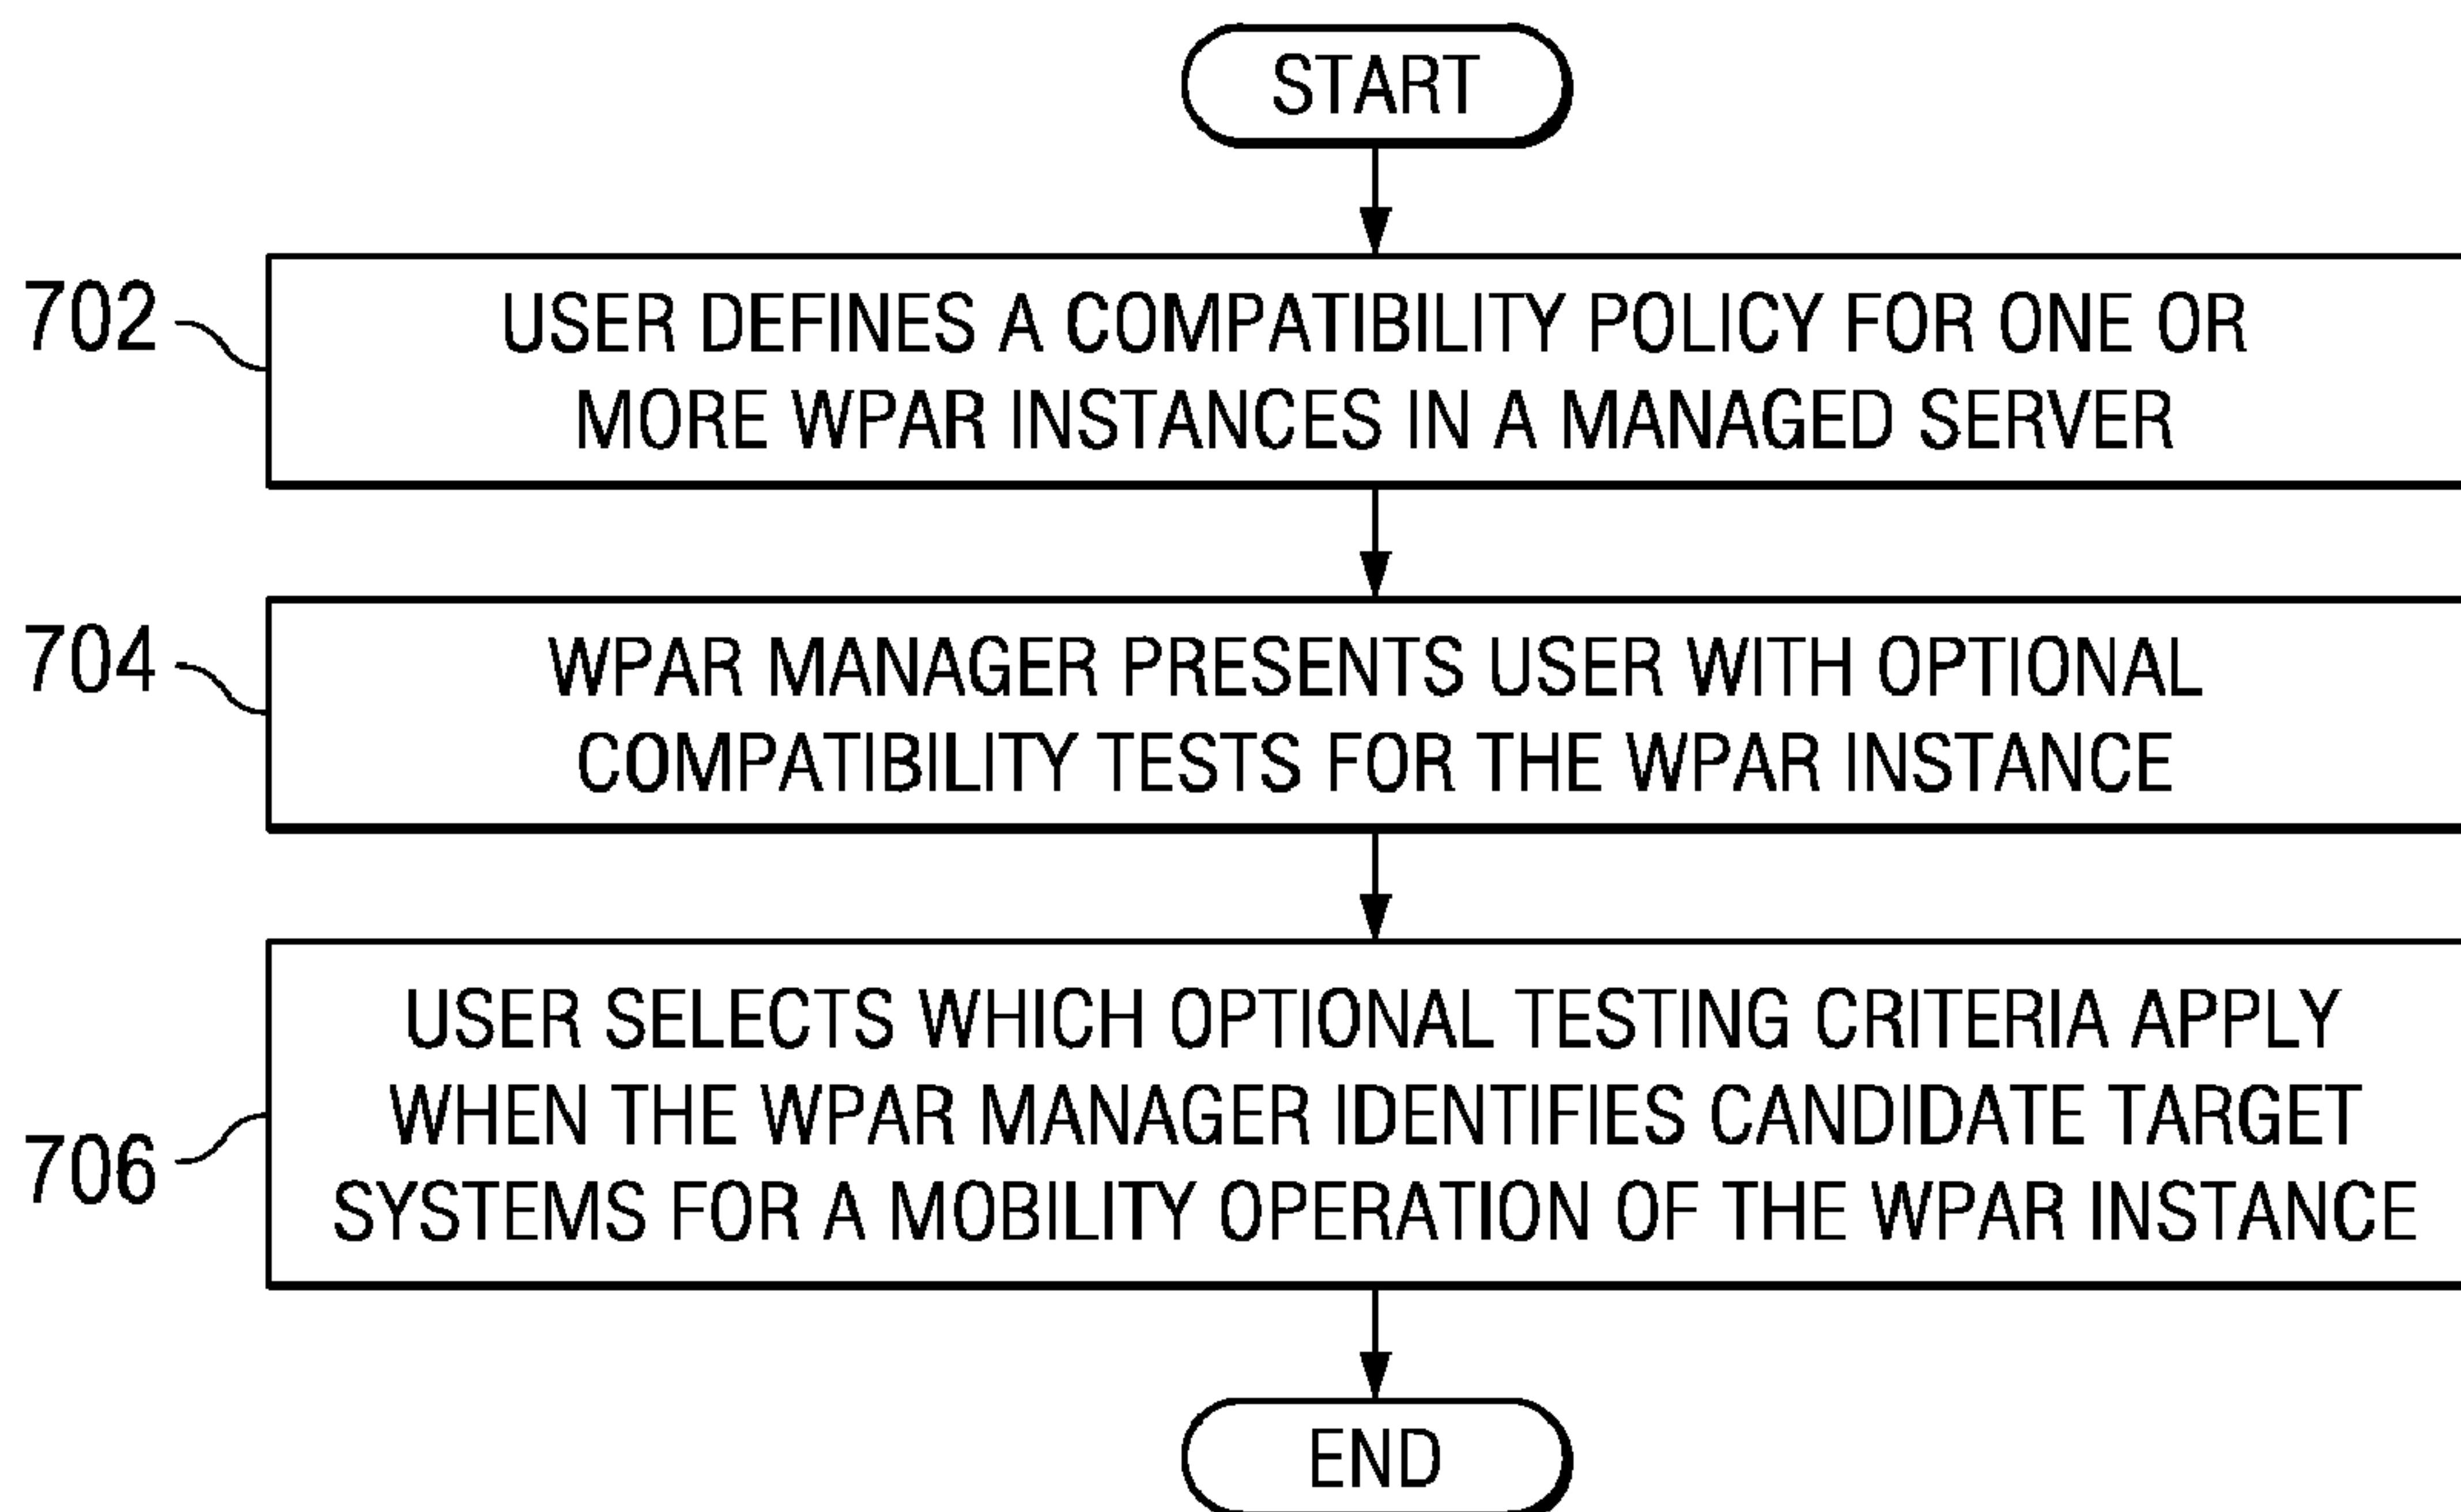 START
702
USER DEFINES A COMPATIBILITY POLICY FOR ONE OR
MORE WPAR INSTANCES IN A MANAGED SERVER
704
WPAR MANAGER PRESENTS USER WITH OPTIONAL
COMPATIBILITY TESTS FOR THE WPAR INSTANCE
706
USER SELECTS WHICH OPTIONAL TESTING CRITERIA APPLY
WHEN THE WPAR MANAGER IDENTIFIES CANDIDATE TARGET
SYSTEMS FOR A MOBILITY OPERATION OF THE WPAR INSTANCE
END